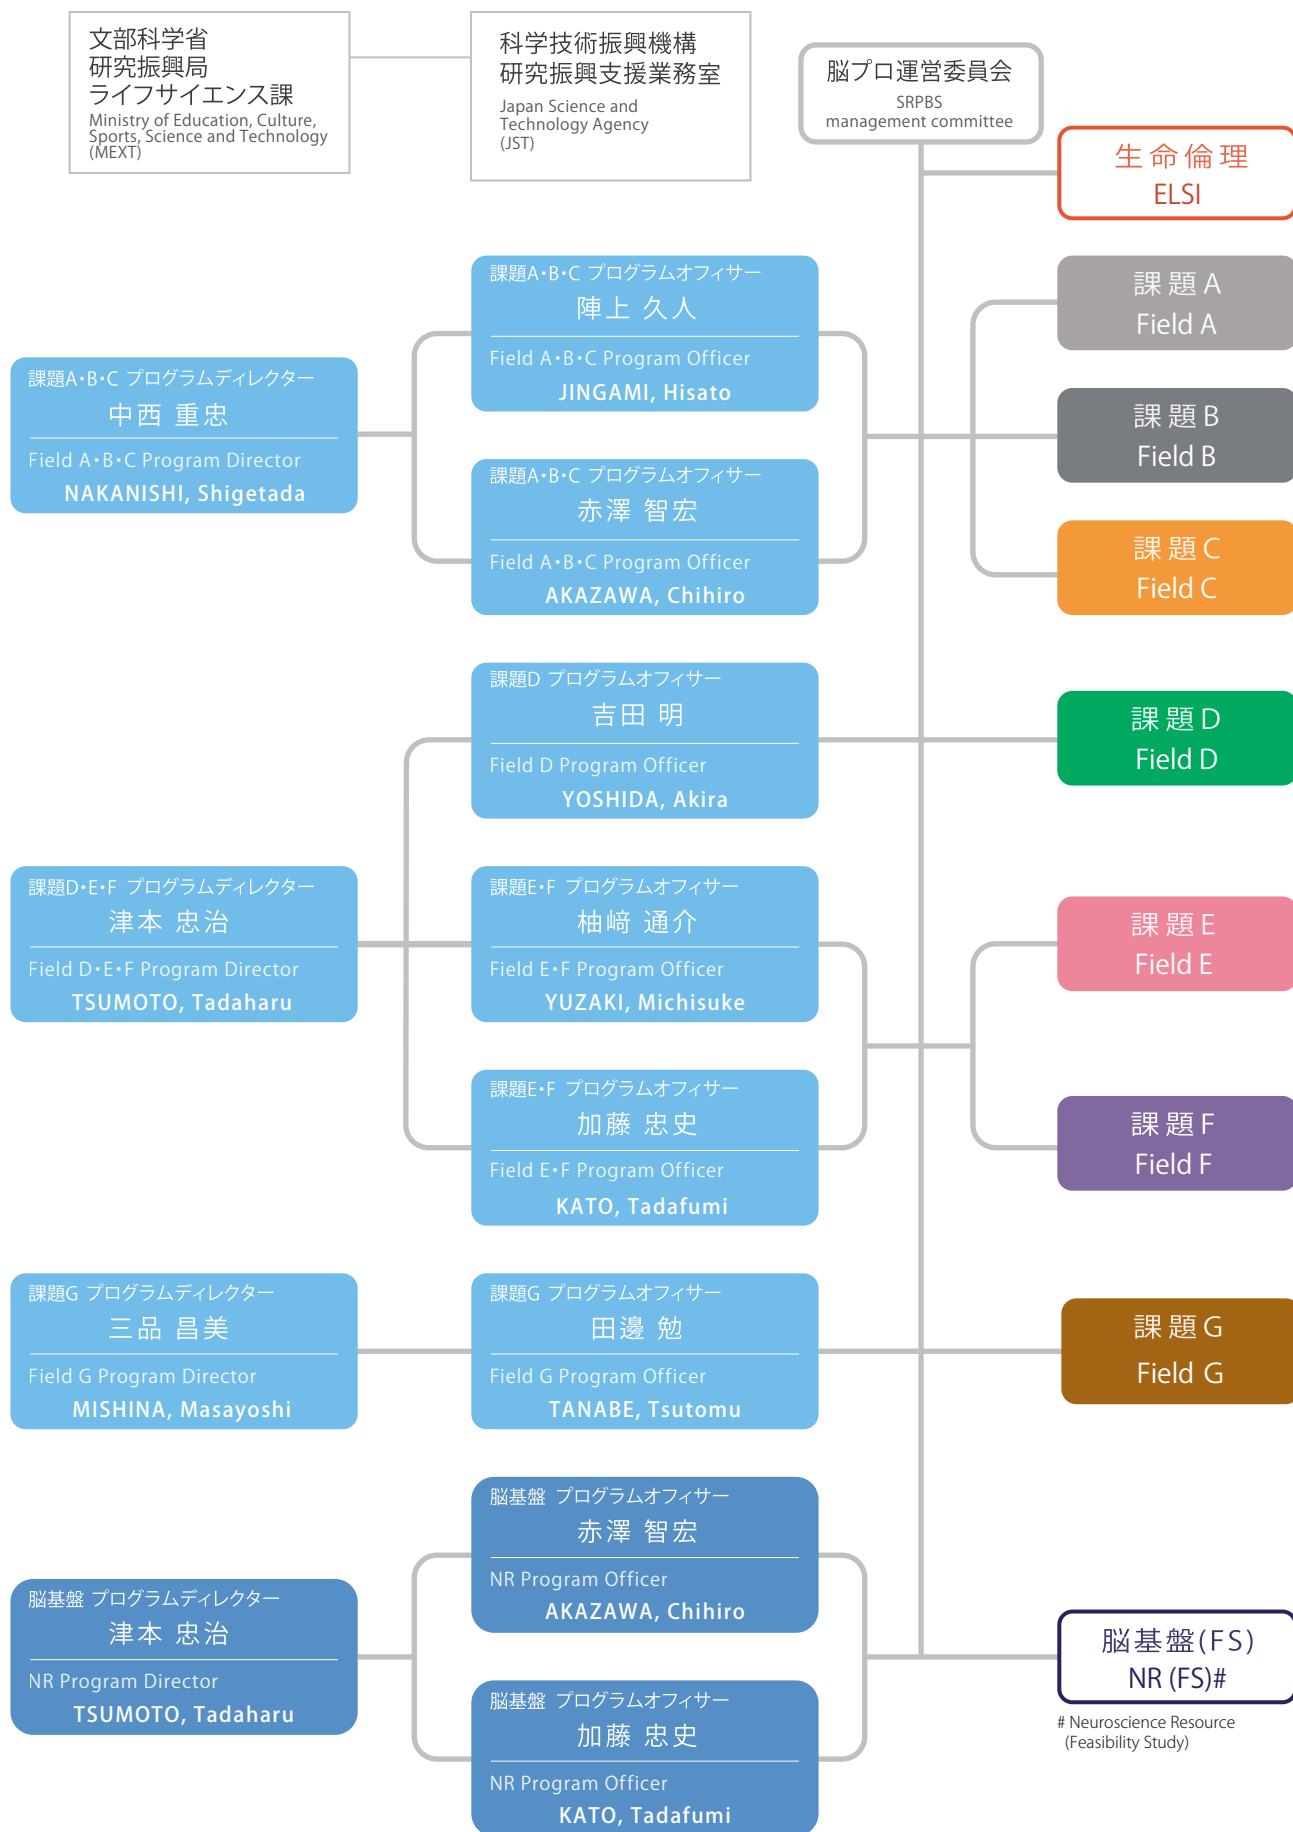 文部科学省
研究振興局
ライフサイエンス課
Ministry of Education, Culture,
Sports, Science and Technology
(MEXT)
科学技術振興機構
研究振興支援業務室
Japan Science and
Technology Agency
(JST)
脳プロ運営委員会
SRPBS
management committee
生命倫理
ELSI
課題A・B・C プログラムディレクター
中西 重忠
Field A・B・C Program Director
NAKANISHI, Shigetada
課題A・B・C プログラムオフィサー
陣上 久人
Field A・B・C Program Officer
JINGAMI, Hisato
課題A・B・C プログラムオフィサー
赤澤 智宏
Field A・B・C Program Officer
AKAZAWA, Chihiro
課題A
Field A
課題B
Field B
課題C
Field C
課題D・E・F プログラムディレクター
津本 忠治
Field D・E・F Program Director
TSUMOTO, Tadaharu
課題D プログラムオフィサー
吉田 明
Field D Program Officer
YOSHIDA, Akira
課題E・F プログラムオフィサー
柚﨑 通介
Field E・F Program Officer
YUZAKI, Michisuke
課題E・F プログラムオフィサー
加藤 忠史
Field E・F Program Officer
KATO, Tadafumi
課題D
Field D
課題E
Field E
課題F
Field F
課題G プログラムディレクター
三品 昌美
Field G Program Director
MISHINA, Masayoshi
課題G プログラムオフィサー
田邊 勉
Field G Program Officer
TANABE, Tsutomu
課題G
Field G
脳基盤 プログラムディレクター
津本 忠治
NR Program Director
TSUMOTO, Tadaharu
脳基盤 プログラムオフィサー
赤澤 智宏
NR Program Officer
AKAZAWA, Chihiro
脳基盤 プログラムオフィサー
加藤 忠史
NR Program Officer
KATO, Tadafumi
脳基盤(FS)
NR (FS)#
# Neuroscience Resource
(Feasibility Study)